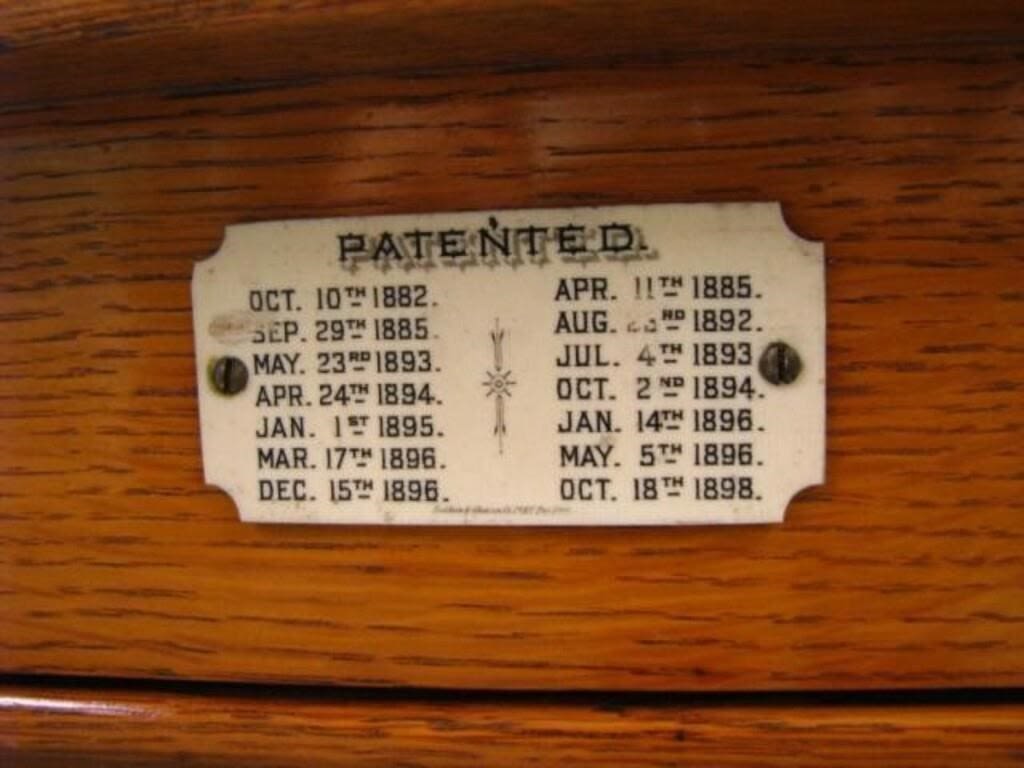 PATENTED.
OCT. 10TH 1882.
SEP. 29TH 1885.
MAY. 23RD 1893.
APR. 24TH 1894.
JAN. 1ST 1895.
MAR. 17TH 1896.
DEC. 15TH 1896.
APR. 11TH 1885.
AUG. RD 1892.
JUL. 4TH 1893
OCT. 2ND 1894.
JAN. 14TH 1896.
MAY. 5TH 1896.
OCT. 18TH 1898.